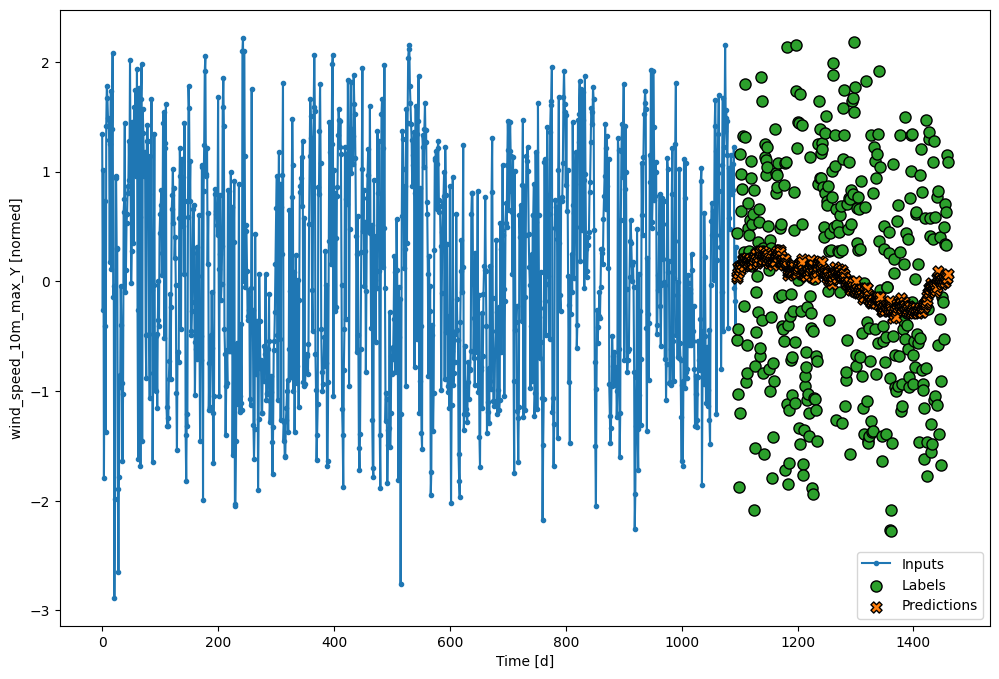 wind_speed_10m_max_Y [normed]
2
1
0
−1
−2
−3
0 200 400 600 800 1000 1200 1400
Time [d]
Inputs
Labels
Predictions